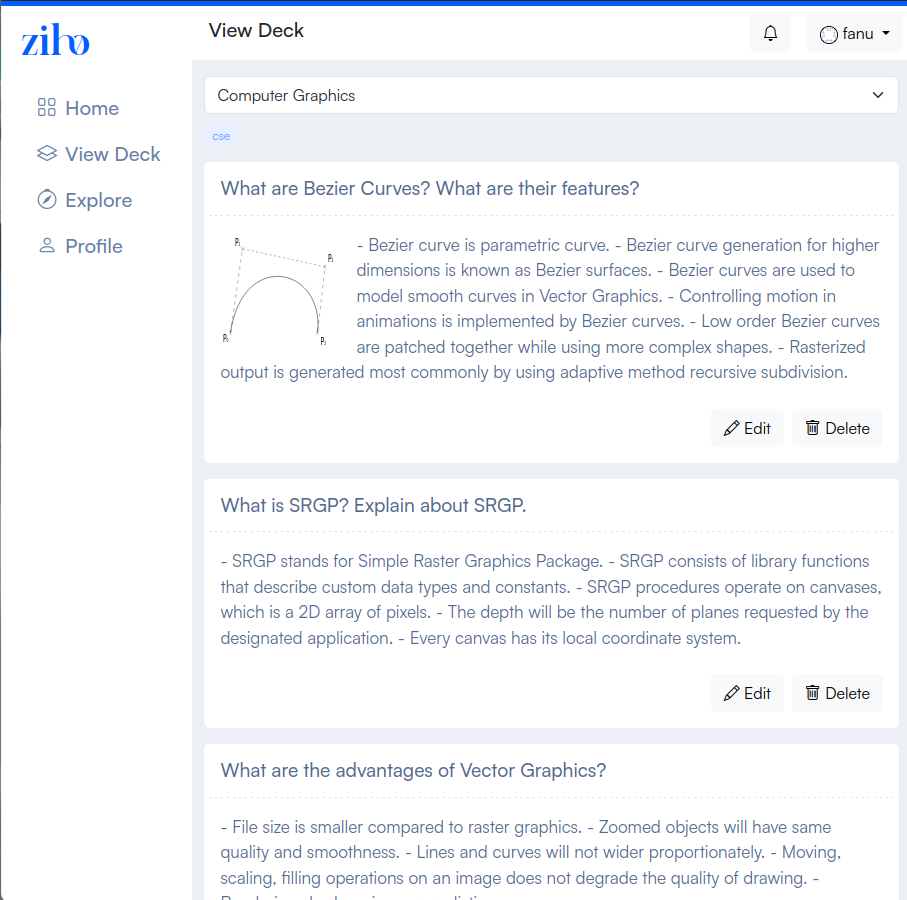 ziho
View Deck
fanu
Home
View Deck
Explore
Profile
Computer Graphics
cse
What are Bezier Curves? What are their features?
P₁
P₂
P₀
P₃
- Bezier curve is parametric curve. - Bezier curve generation for higher
dimensions is known as Bezier surfaces. - Bezier curves are used to
model smooth curves in Vector Graphics. - Controlling motion in
animations is implemented by Bezier curves. - Low order Bezier curves
are patched together while using more complex shapes. - Rasterized
output is generated most commonly by using adaptive method recursive subdivision.
Edit
Delete
What is SRGP? Explain about SRGP.
- SRGP stands for Simple Raster Graphics Package. - SRGP consists of library functions
that describe custom data types and constants. - SRGP procedures operate on canvases,
which is a 2D array of pixels. - The depth will be the number of planes requested by the
designated application. - Every canvas has its local coordinate system.
Edit
Delete
What are the advantages of Vector Graphics?
- File size is smaller compared to raster graphics. - Zoomed objects will have same
quality and smoothness. - Lines and curves will not wider proportionately. - Moving,
scaling, filling operations on an image does not degrade the quality of drawing. -